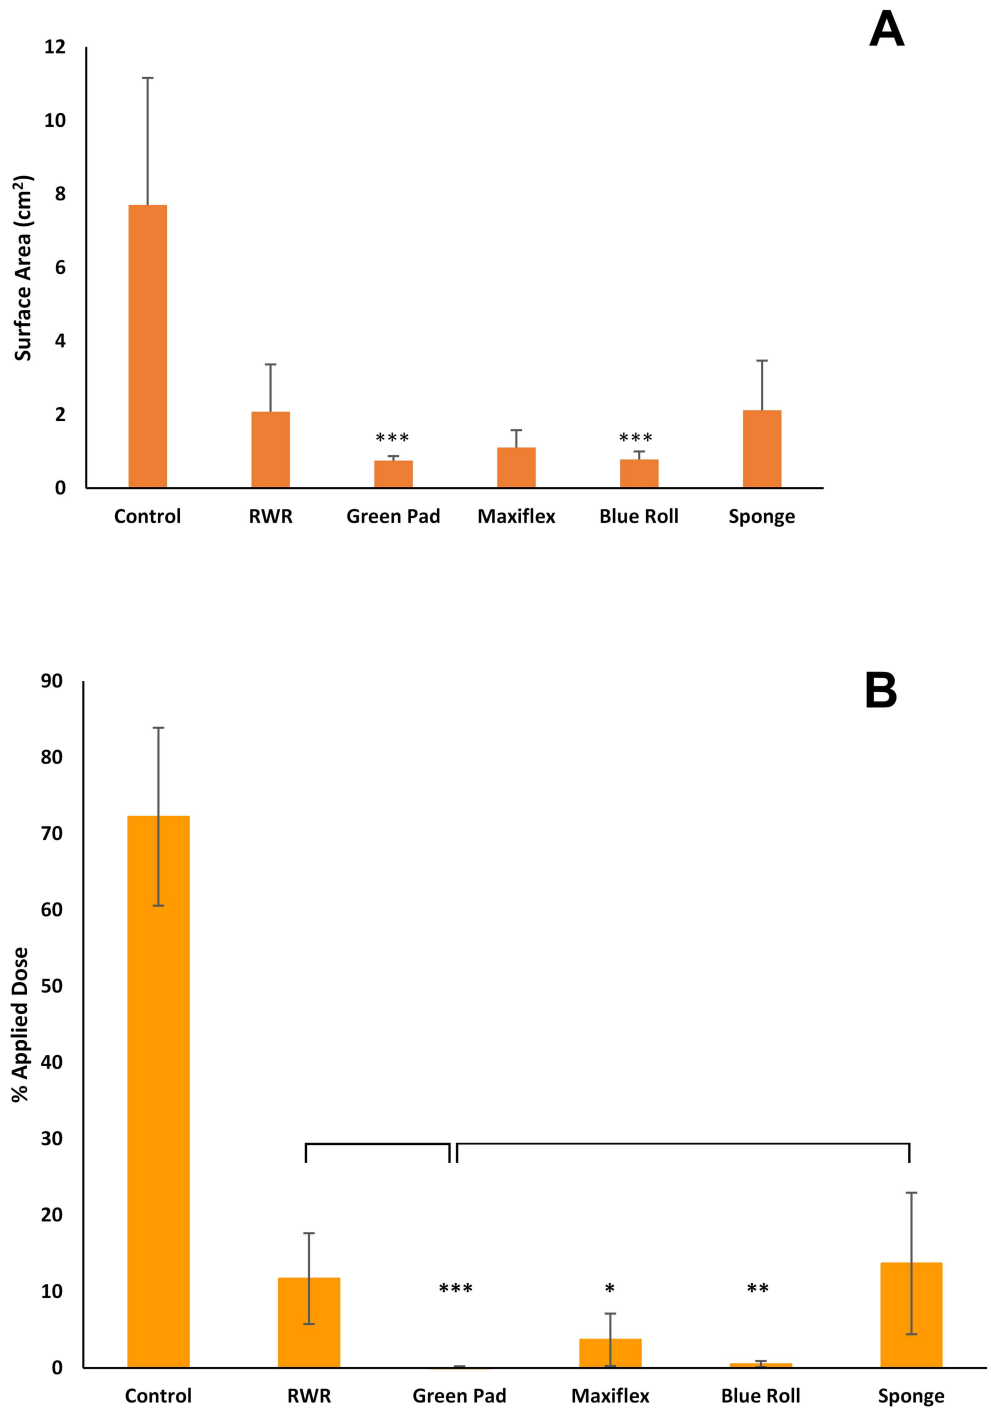 A
12
10
8
6
4
2
0
Surface Area (cm²)
***
***
Control RWR Green Pad Maxiflex Blue Roll Sponge
B
90
80
70
60
50
40
30
20
10
0
% Applied Dose
*** * **
Control RWR Green Pad Maxiflex Blue Roll Sponge